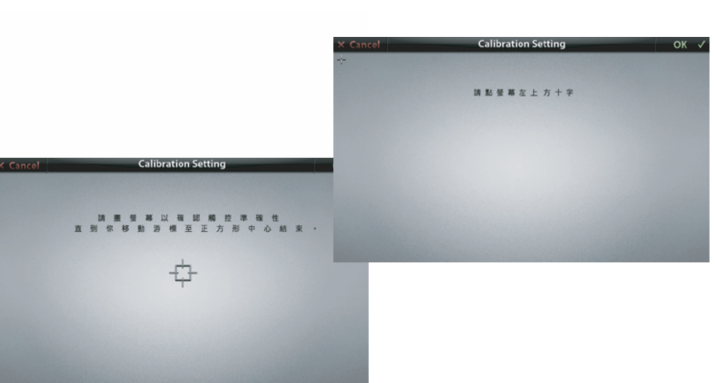 × Cancel
Calibration Setting
OK ✓
請點螢幕左上方十字
Cancel
Calibration Setting
請畫螢幕以確認觸控準確性
直到你移動游標至正方形中心結束。